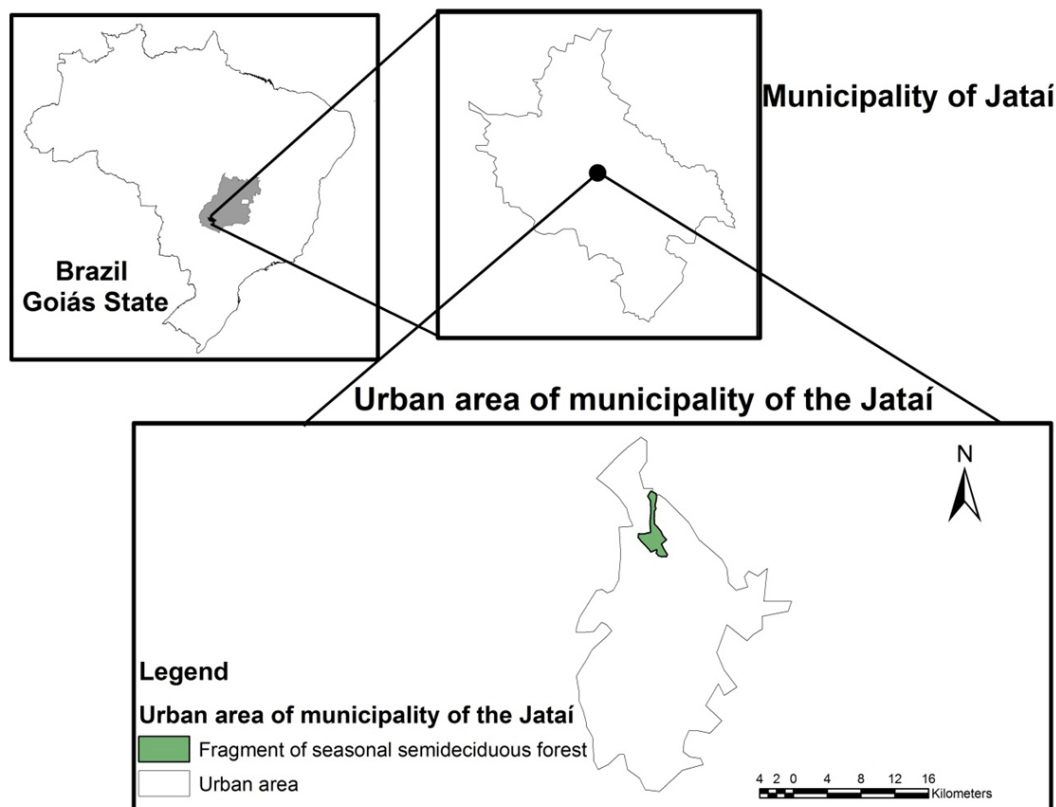 Municipality of Jataí
Brazil
Goiás State
Urban area of municipality of the Jataí
N
Legend
Urban area of municipality of the Jataí
Fragment of seasonal semideciduous forest
Urban area
4 2 0 4 8 12 16
Kilometers